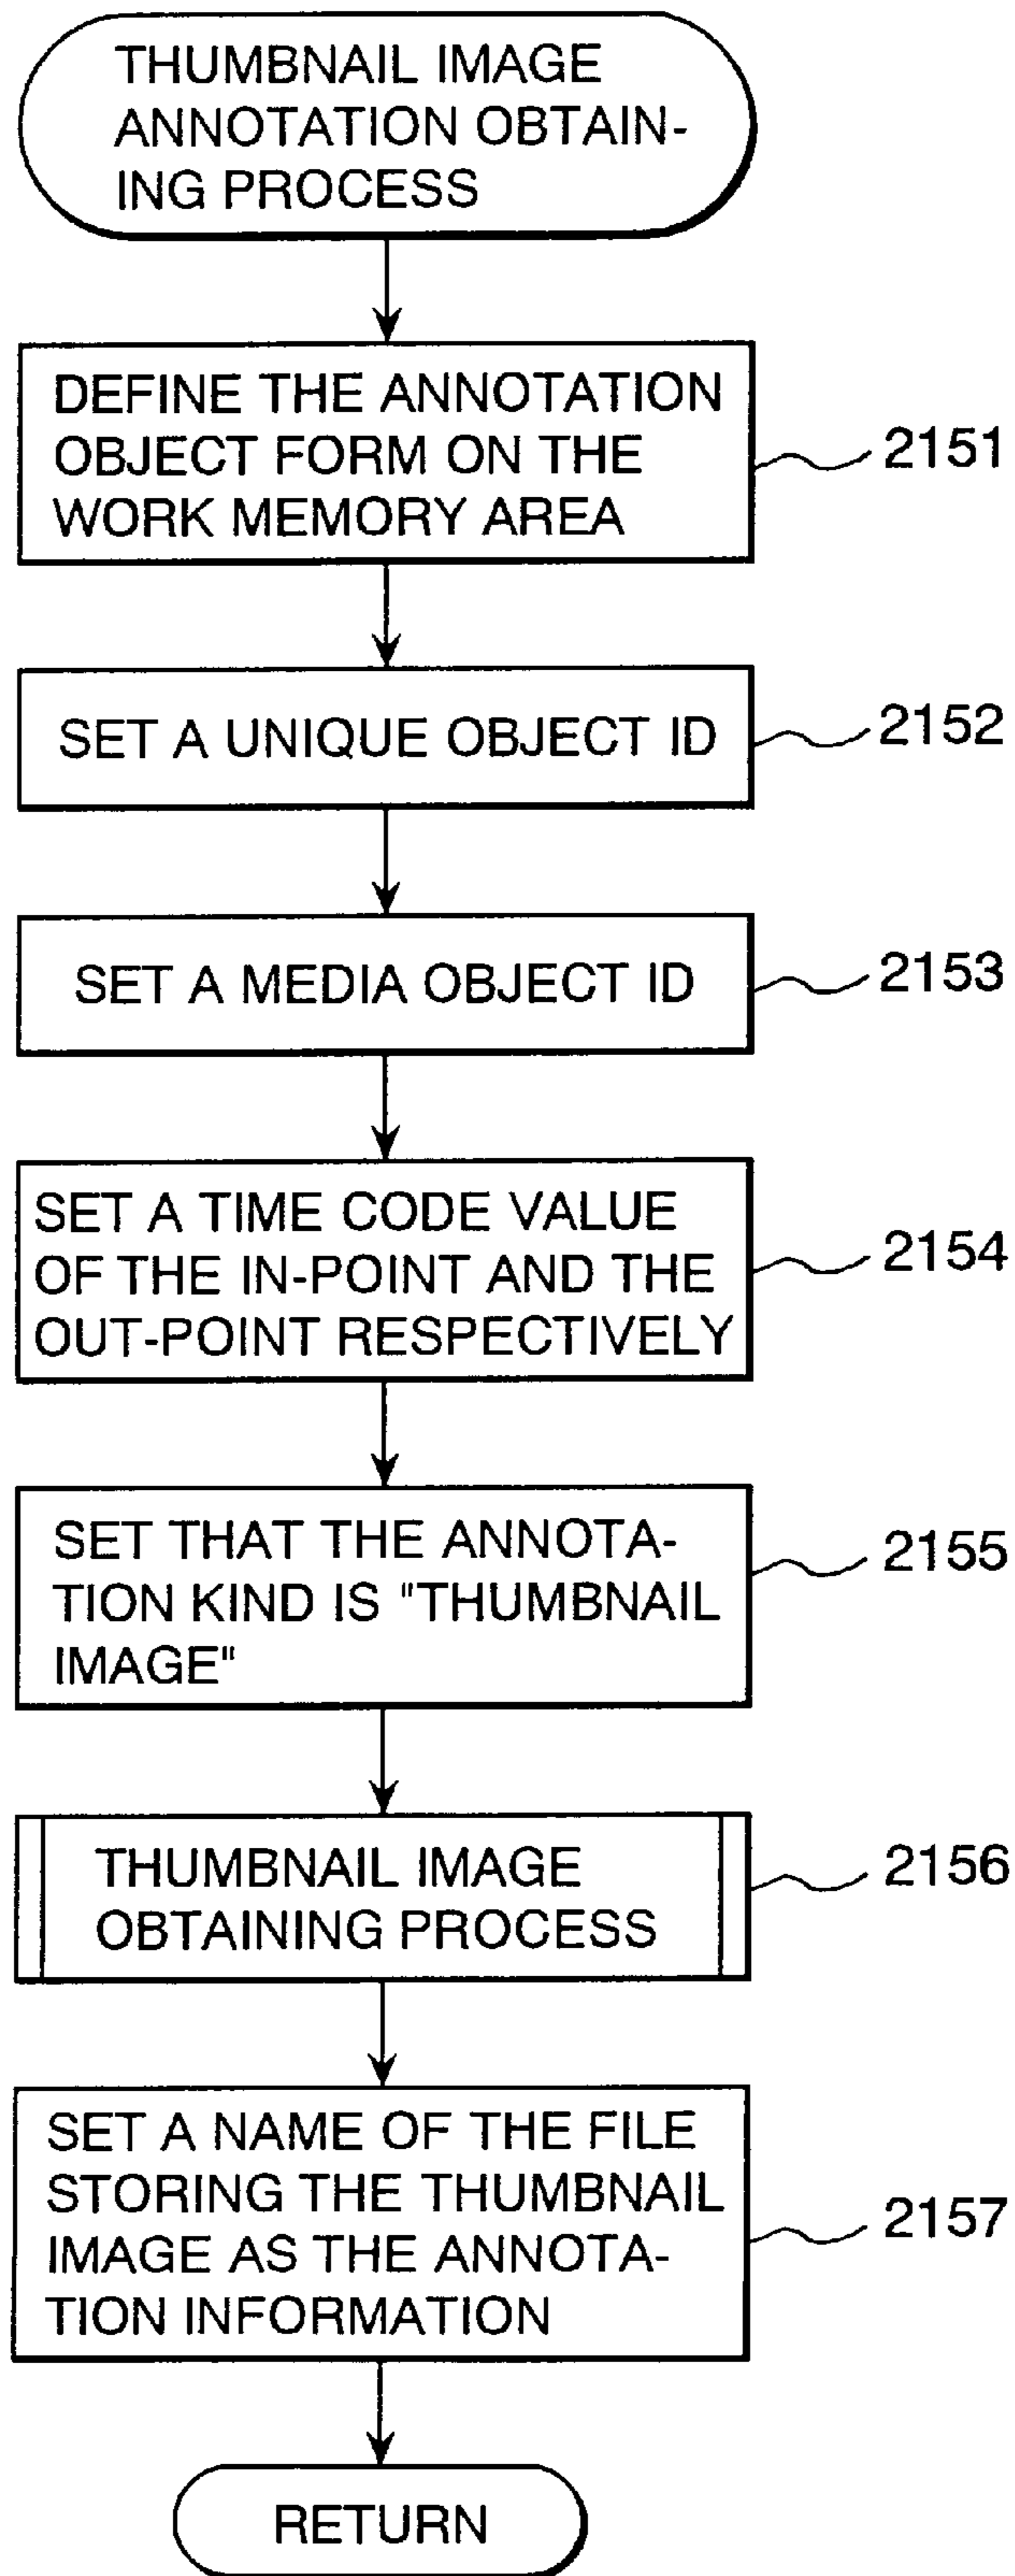 THUMBNAIL IMAGE
ANNOTATION OBTAIN-
ING PROCESS
DEFINE THE ANNOTATION
OBJECT FORM ON THE
WORK MEMORY AREA
2151
SET A UNIQUE OBJECT ID
2152
SET A MEDIA OBJECT ID
2153
SET A TIME CODE VALUE
OF THE IN-POINT AND THE
OUT-POINT RESPECTIVELY
2154
SET THAT THE ANNOTA-
TION KIND IS "THUMBNAIL
IMAGE"
2155
THUMBNAIL IMAGE
OBTAINING PROCESS
2156
SET A NAME OF THE FILE
STORING THE THUMBNAIL
IMAGE AS THE ANNOTA-
TION INFORMATION
2157
RETURN